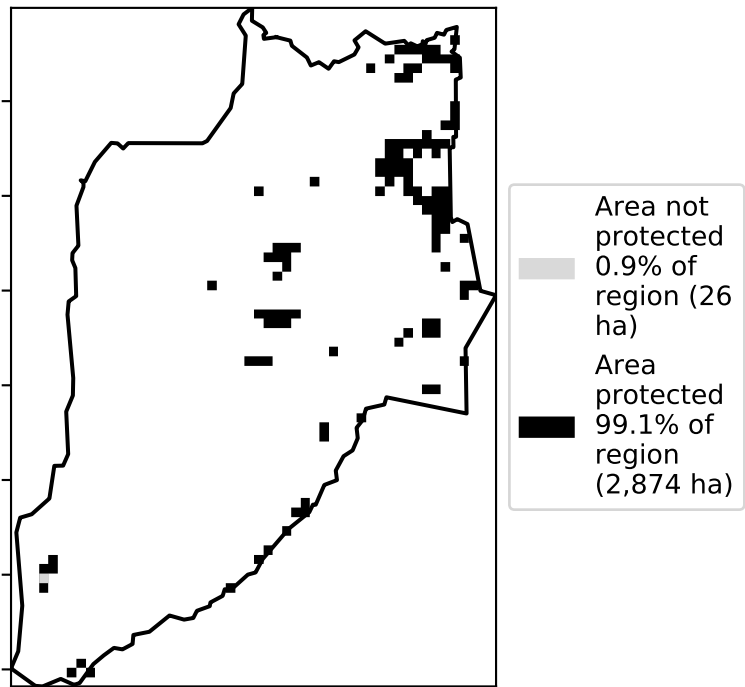 Area not
protected
0.9% of
region (26
ha)
Area
protected
99.1% of
region
(2,874 ha)